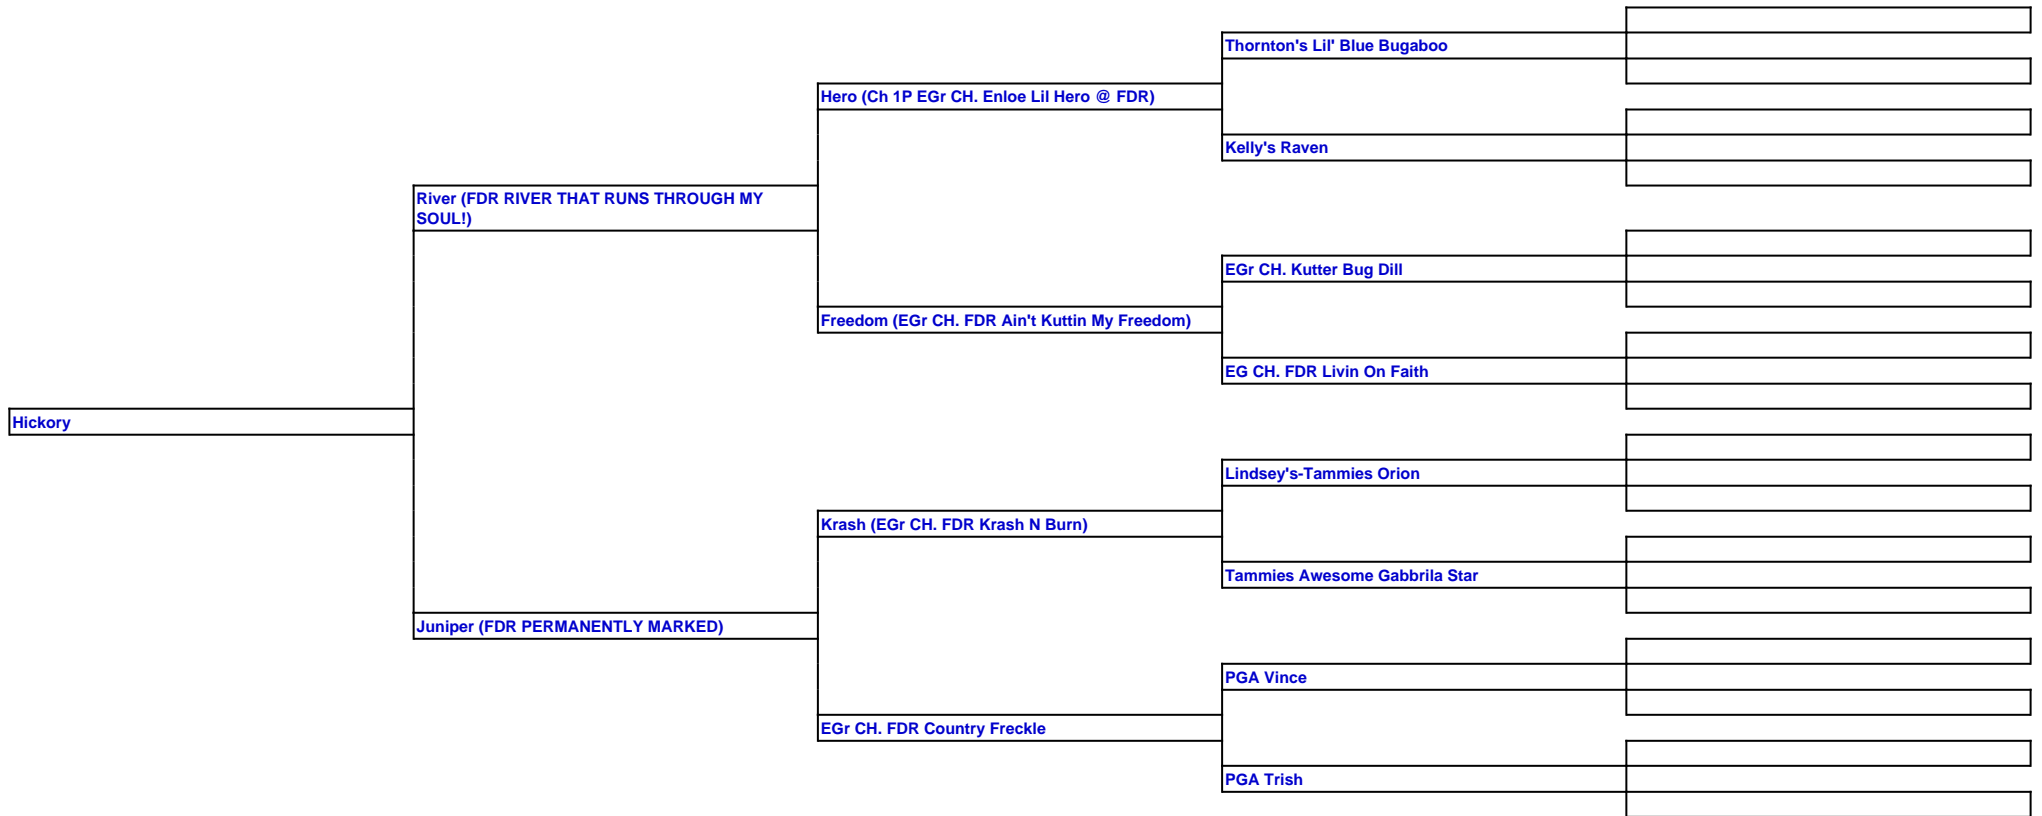 Thornton's Lil' Blue Bugaboo
Hero (Ch 1P EGr CH. Enloe Lil Hero @ FDR)
Kelly's Raven
River (FDR RIVER THAT RUNS THROUGH MY
SOUL!)
EGr CH. Kutter Bug Dill
Freedom (EGr CH. FDR Ain't Kuttin My Freedom)
EG CH. FDR Livin On Faith
Hickory
Lindsey's-Tammies Orion
Krash (EGr CH. FDR Krash N Burn)
Tammies Awesome Gabbrila Star
Juniper (FDR PERMANENTLY MARKED)
PGA Vince
EGr CH. FDR Country Freckle
PGA Trish